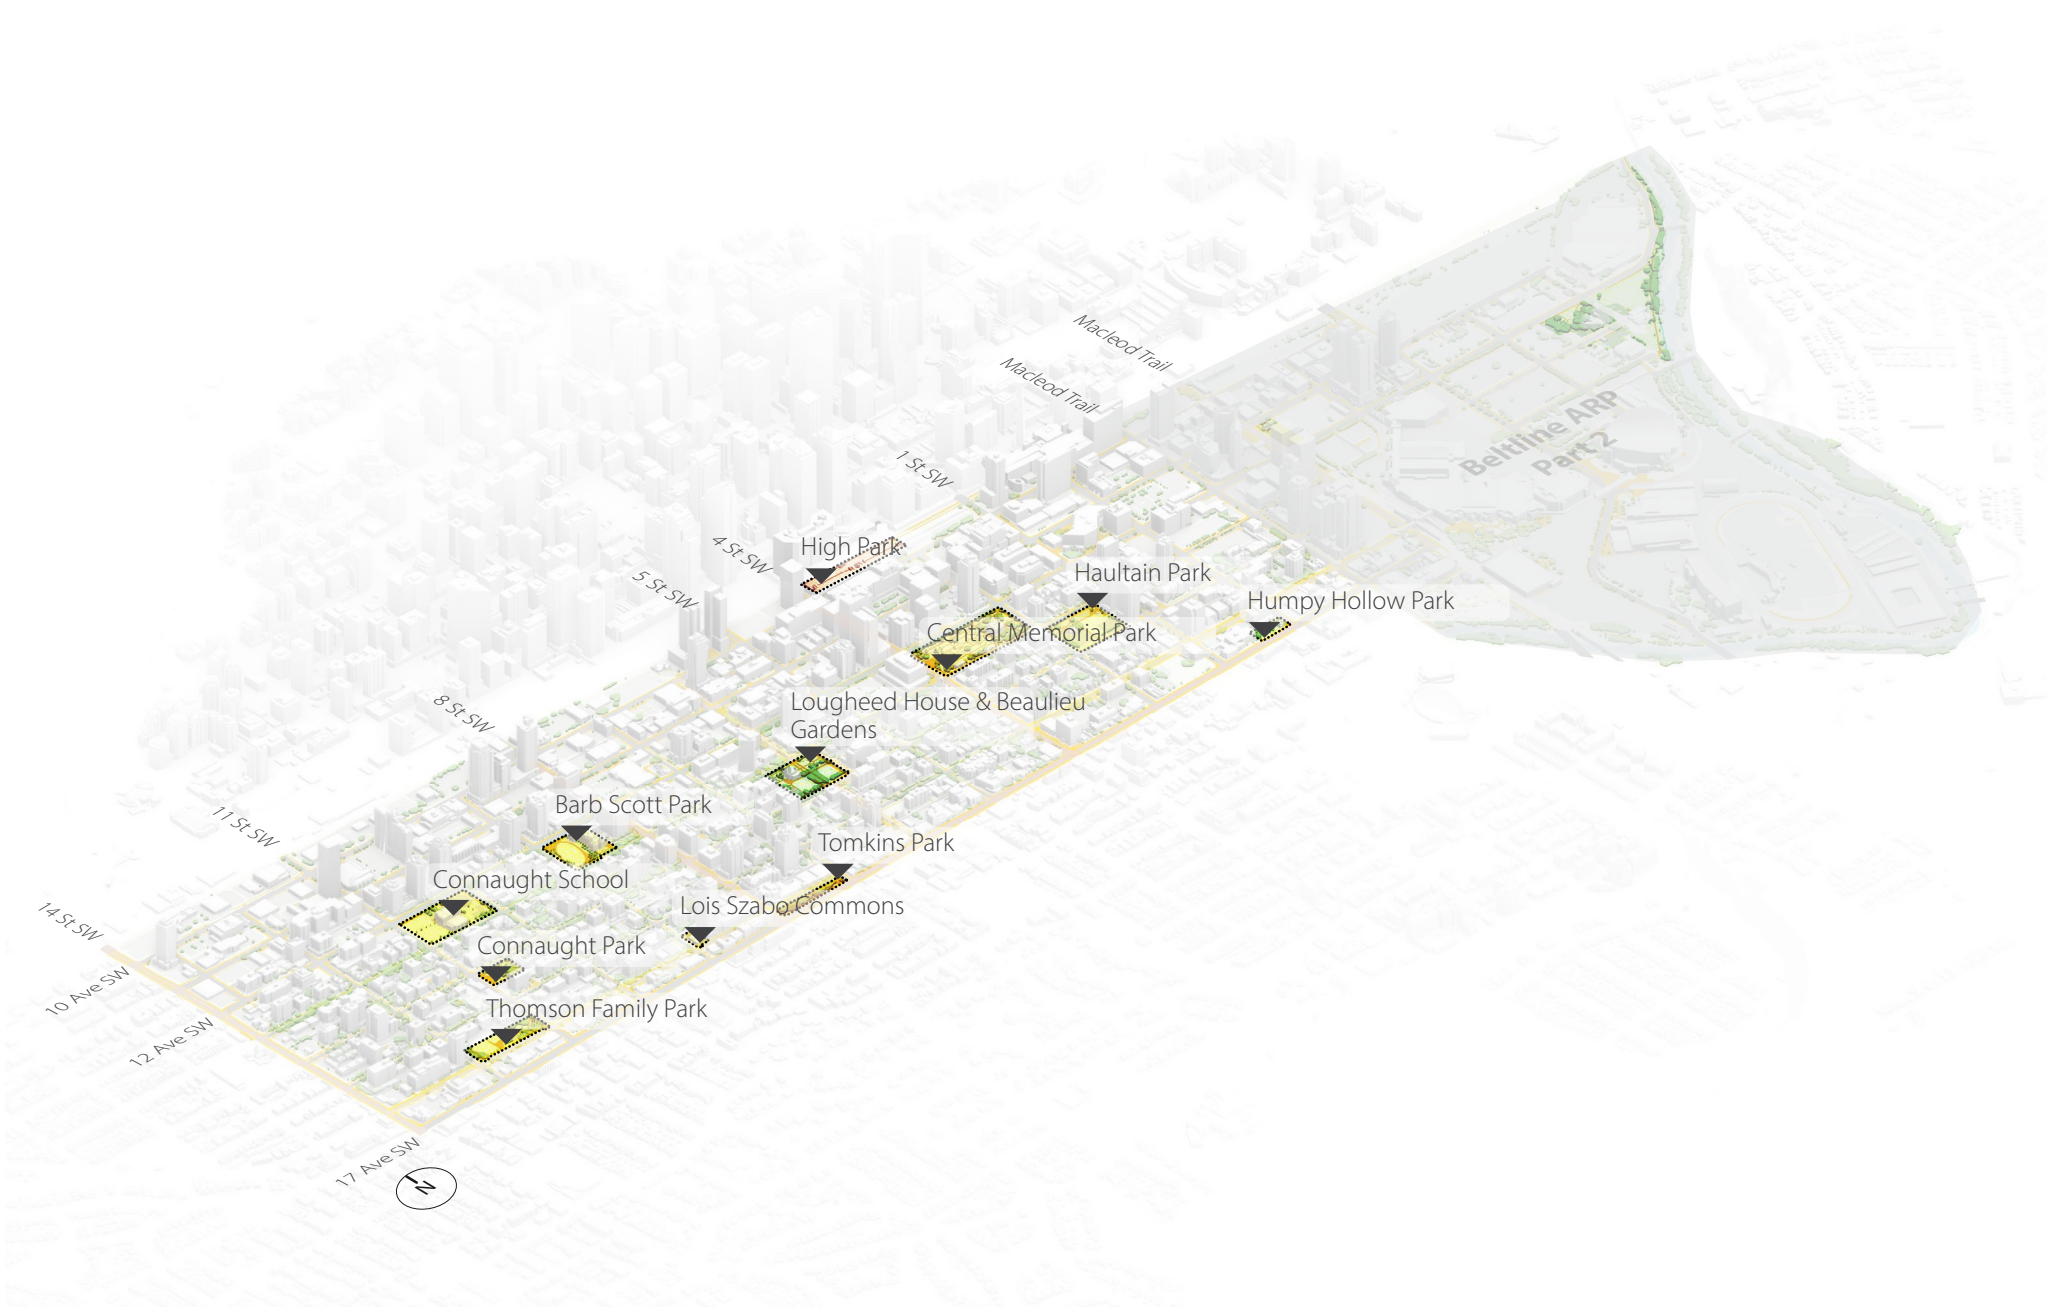 Macleod Trail
Macleod Trail
Beltline ARP
Part 2
1 St SW
4 St SW
High Park
5 St SW
Haultain Park
Humpy Hollow Park
Central Memorial Park
8 St SW
Lougheed House & Beaulieu
Gardens
Barb Scott Park
11 St SW
Tomkins Park
Connaught School
Lois Szabo Commons
14 St SW
Connaught Park
10 Ave SW
Thomson Family Park
12 Ave SW
17 Ave SW
N